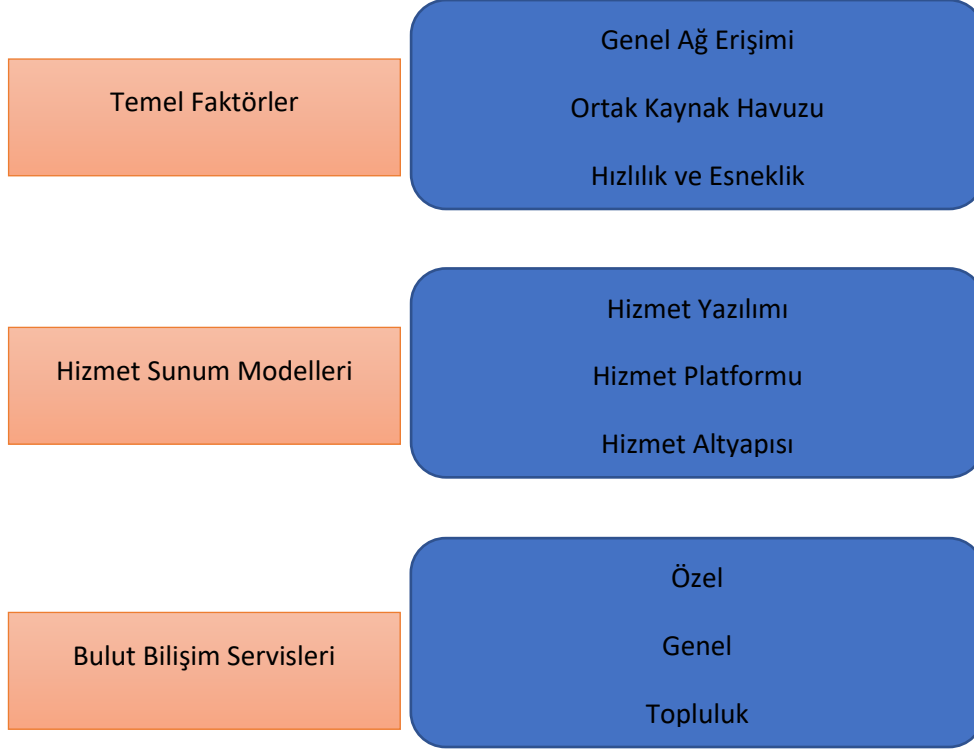 Temel Faktörler
Genel Ağ Erişimi
Ortak Kaynak Havuzu
Hızlılık ve Esneklik
Hizmet Sunum Modelleri
Hizmet Yazılımı
Hizmet Platformu
Hizmet Altyapısı
Bulut Bilişim Servisleri
Özel
Genel
Topluluk